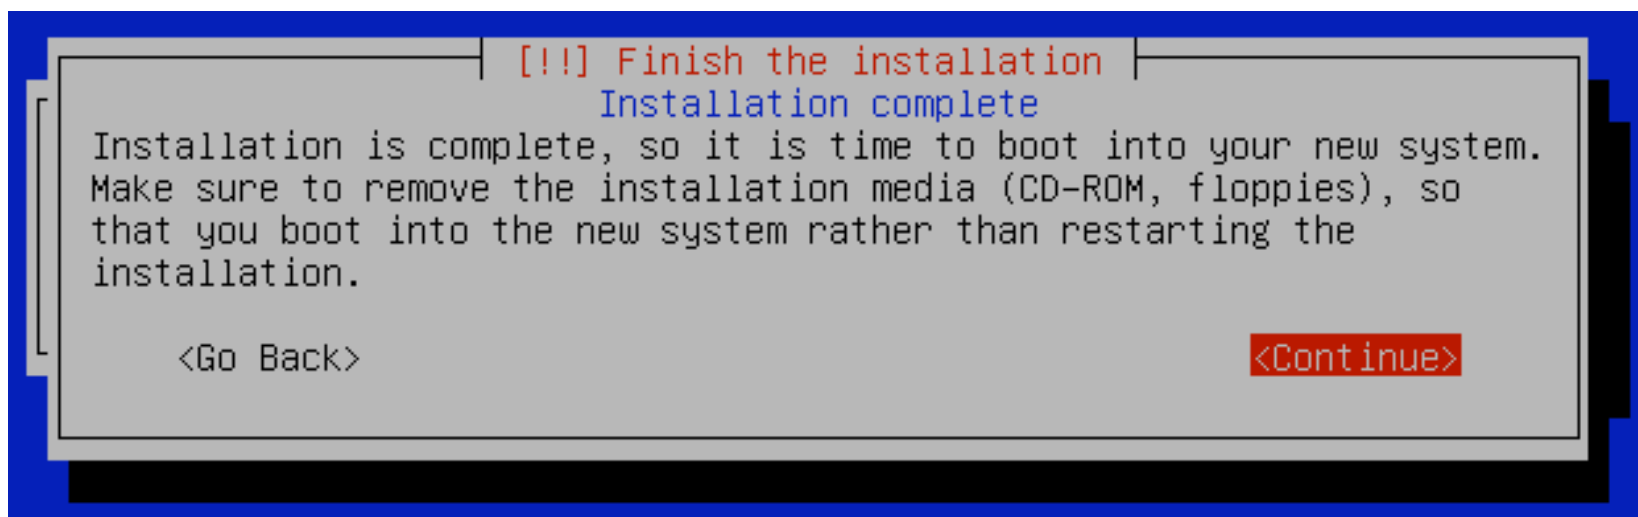 [!!] Finish the installation
Installation complete
Installation is complete, so it is time to boot into your new system.
Make sure to remove the installation media (CD-ROM, floppies), so
that you boot into the new system rather than restarting the
installation.
<Go Back> <Continue>